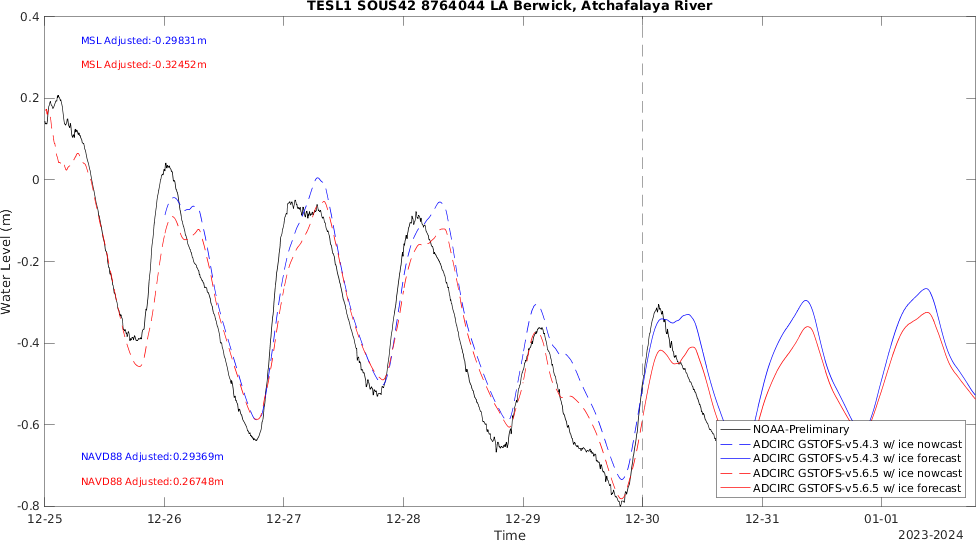 TESL1 SOUS42 8764044 LA Berwick, Atchafalaya River
0.4
MSL Adjusted:-0.29831m
MSL Adjusted:-0.32452m
0.2
0
-0.2
Water Level (m)
-0.4
-0.6
NOAA-Preliminary
ADCIRC GSTOFS-v5.4.3 w/ ice nowcast
ADCIRC GSTOFS-v5.4.3 w/ ice forecast
ADCIRC GSTOFS-v5.6.5 w/ ice nowcast
ADCIRC GSTOFS-v5.6.5 w/ ice forecast
NAVD88 Adjusted:0.29369m
NAVD88 Adjusted:0.26748m
-0.8
12-25 12-26 12-27 12-28 12-29 12-30 12-31 01-01
Time
2023-2024